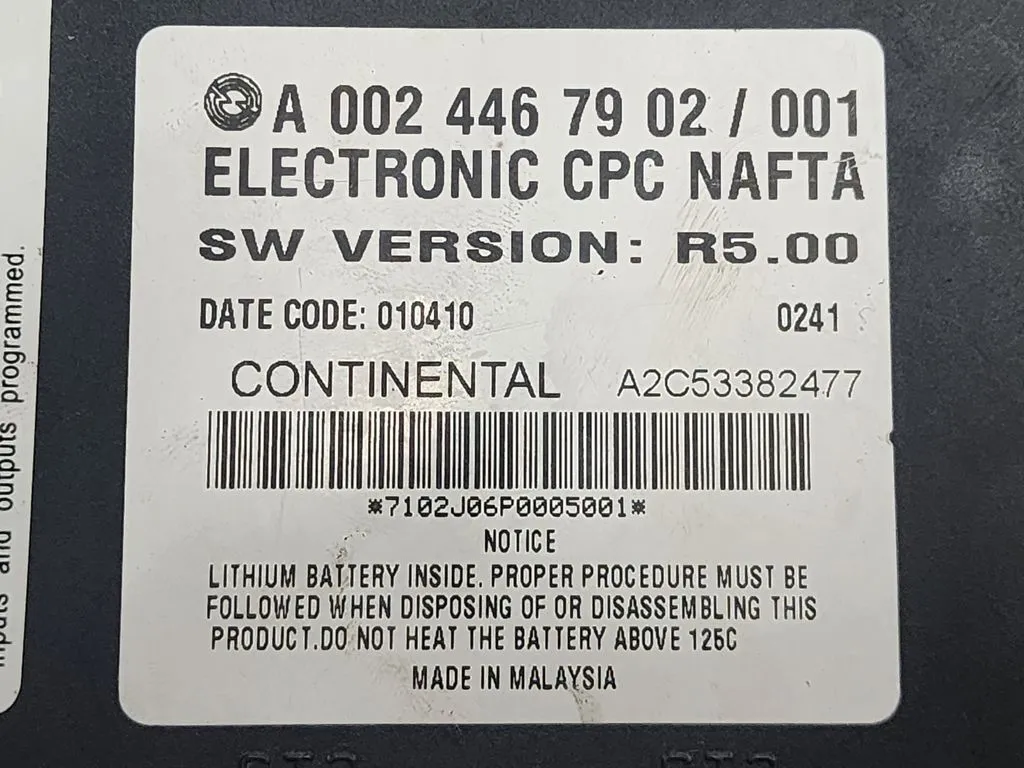 A 002 446 79 02 / 001
ELECTRONIC CPC NAFTA
SW VERSION: R5.00
DATE CODE: 010410 0241
CONTINENTAL A2C53382477
*7102J06P0005001*
NOTICE
LITHIUM BATTERY INSIDE. PROPER PROCEDURE MUST BE
FOLLOWED WHEN DISPOSING OF OR DISASSEMBLING THIS
PRODUCT.DO NOT HEAT THE BATTERY ABOVE 125C
MADE IN MALAYSIA
inputs and outputs programmed.